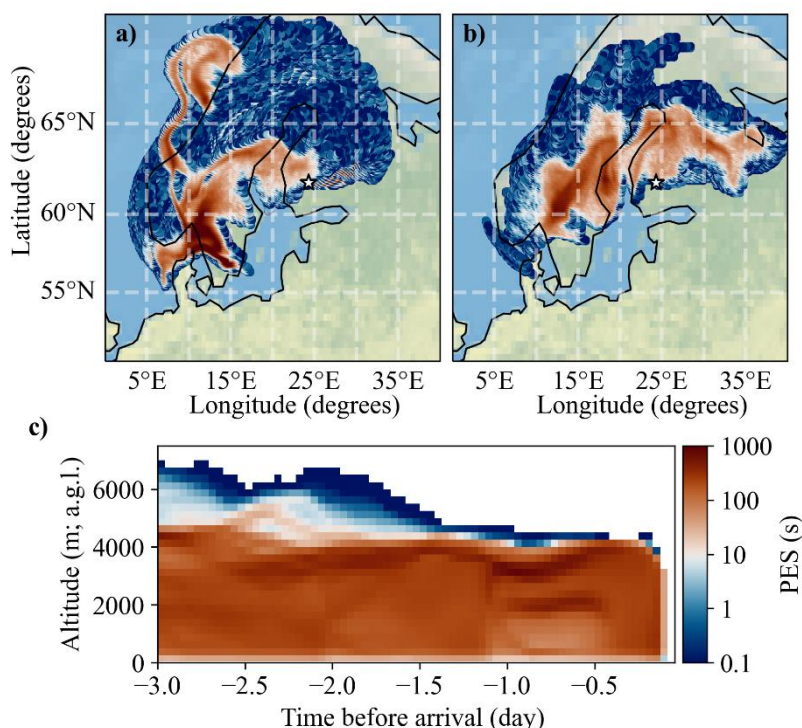 a)
b)
Latitude (degrees)
65°N
60°N
55°N
5°E 15°E 25°E 35°E
5°E 15°E 25°E 35°E
Longitude (degrees)
Longitude (degrees)
c)
Altitude (m; a.g.l.)
6000
4000
2000
0
−3.0 −2.5 −2.0 −1.5 −1.0 −0.5
Time before arrival (day)
1000
100
10
1
0.1
PES (s)